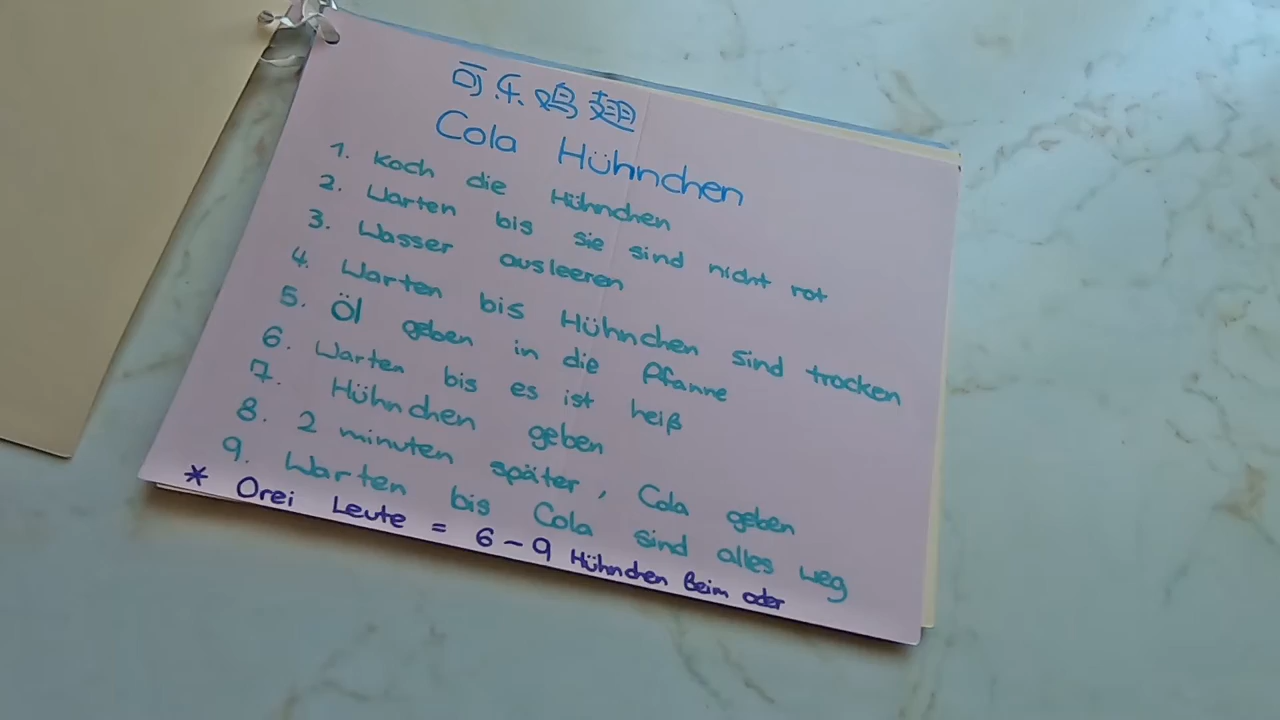 可乐鸡翅
Cola Hühnchen
1. Koch die Hühnchen
2. Warten bis sie sind nicht rot
3. Wasser ausleeren
4. Warten bis Hühnchen sind trocken
5. Öl geben in die Pfanne
6. Warten bis es ist heiß
7. Hühnchen geben
8. 2 minuten später, Cola geben
9. Warten bis Cola sind alles weg
* Drei Leute = 6-9 Hühnchen Beim oder